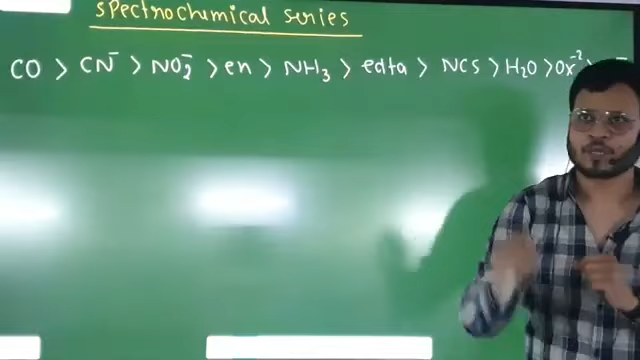 spectrochemical series
CO > CN⁻ > NO₂⁻ > en > NH₃ > edta > NCS > H₂O > Ox⁻² >